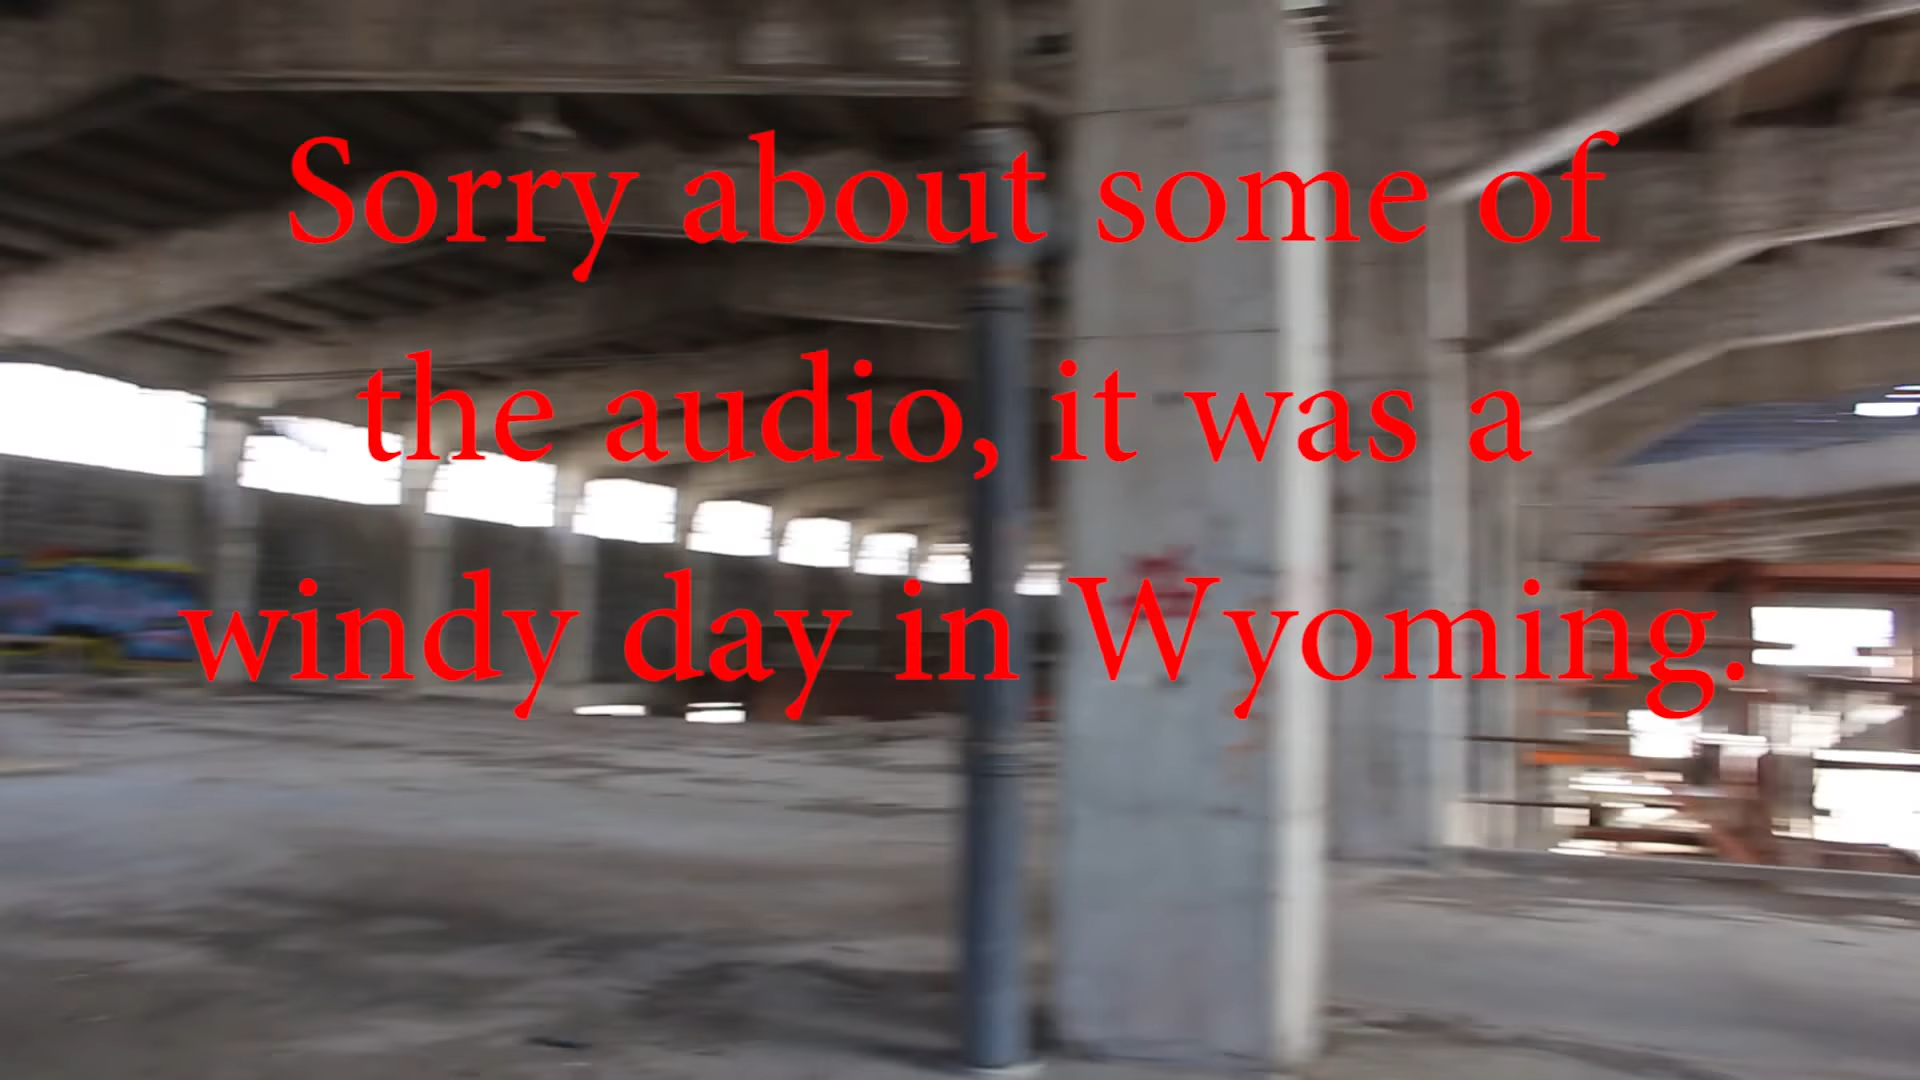 Sorry about some of
the audio, it was a
windy day in Wyoming.